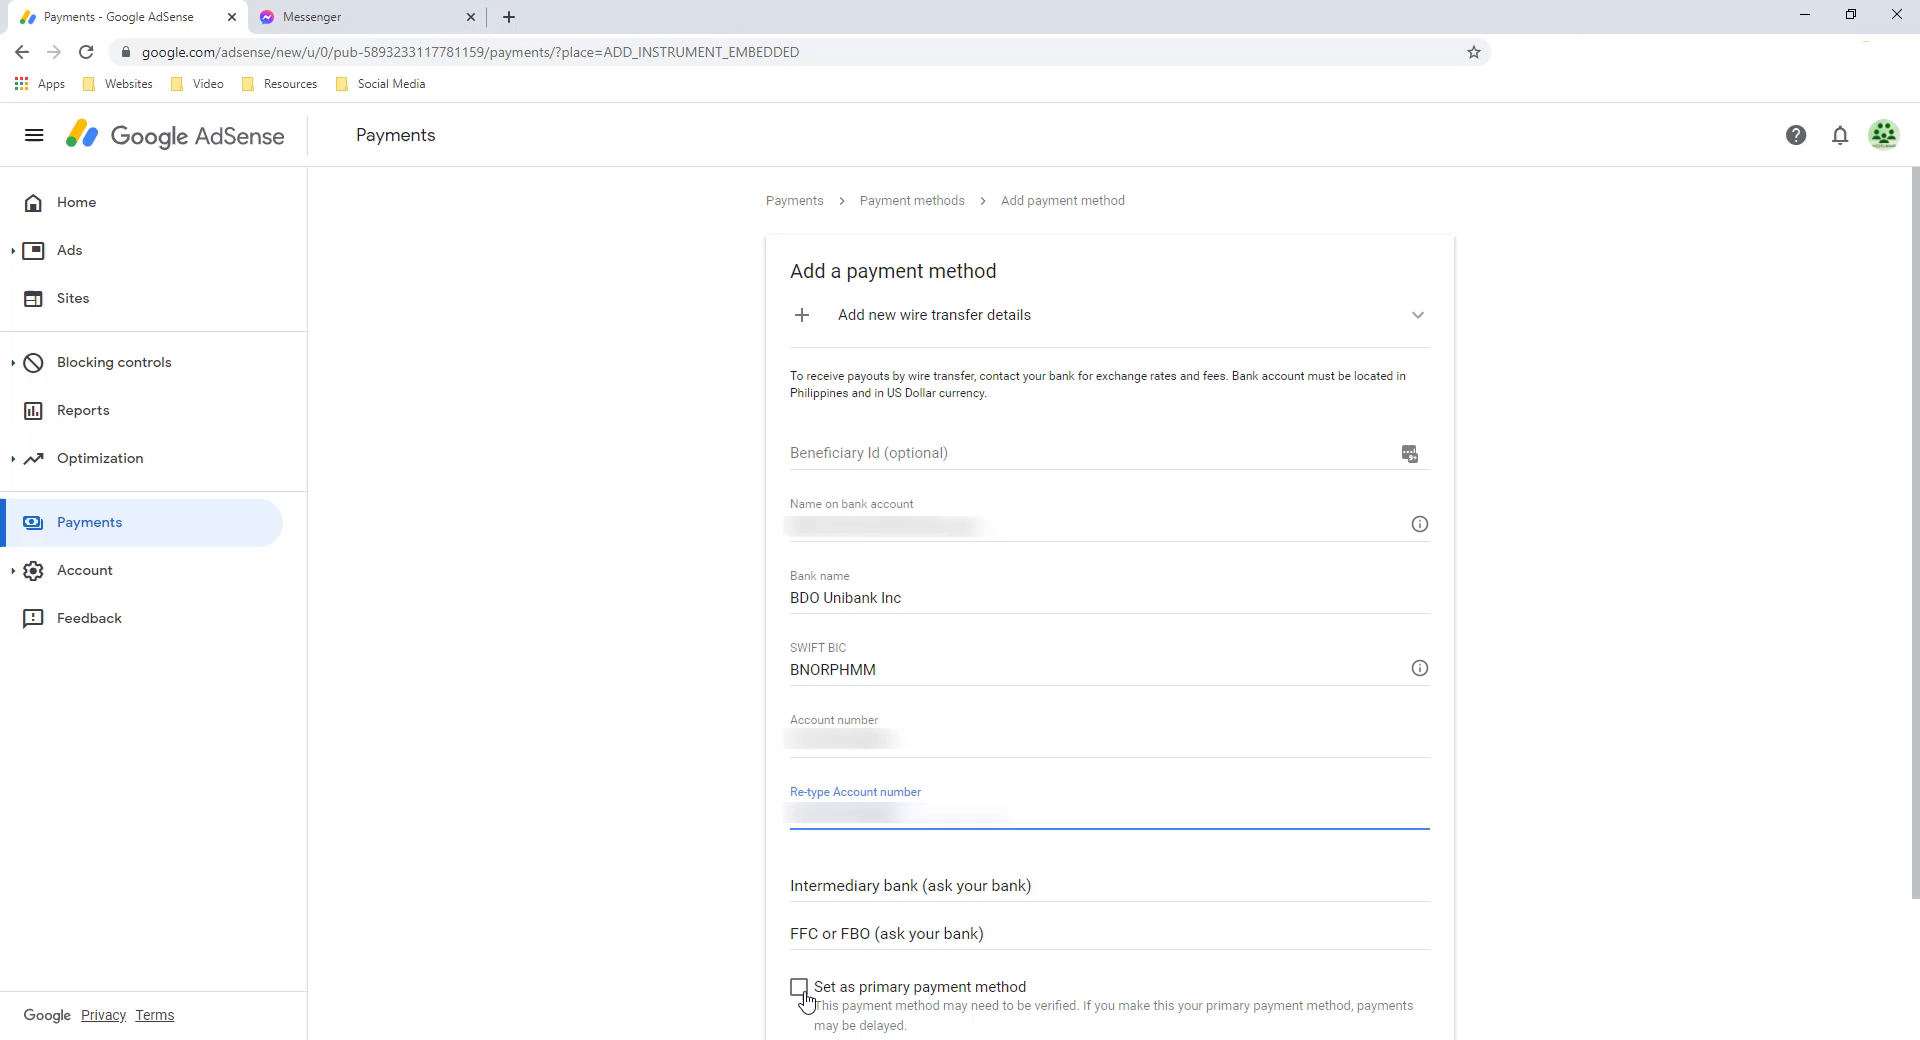 Payments - Google AdSense
Messenger
google.com/adsense/new/u/0/pub-5893233117781159/payments/?place=ADD_INSTRUMENT_EMBEDDED
Apps
Websites
Video
Resources
Social Media
Google AdSense
Payments
Home
Ads
Sites
Blocking controls
Reports
Optimization
Payments
Account
Feedback
Google Privacy Terms
Payments > Payment methods > Add payment method
Add a payment method
Add new wire transfer details
To receive payouts by wire transfer, contact your bank for exchange rates and fees. Bank account must be located in
Philippines and in US Dollar currency.
Beneficiary Id (optional)
Name on bank account
Bank name
BDO Unibank Inc
SWIFT BIC
BNORPHMM
Account number
Re-type Account number
Intermediary bank (ask your bank)
FFC or FBO (ask your bank)
Set as primary payment method
This payment method may need to be verified. If you make this your primary payment method, payments
may be delayed.